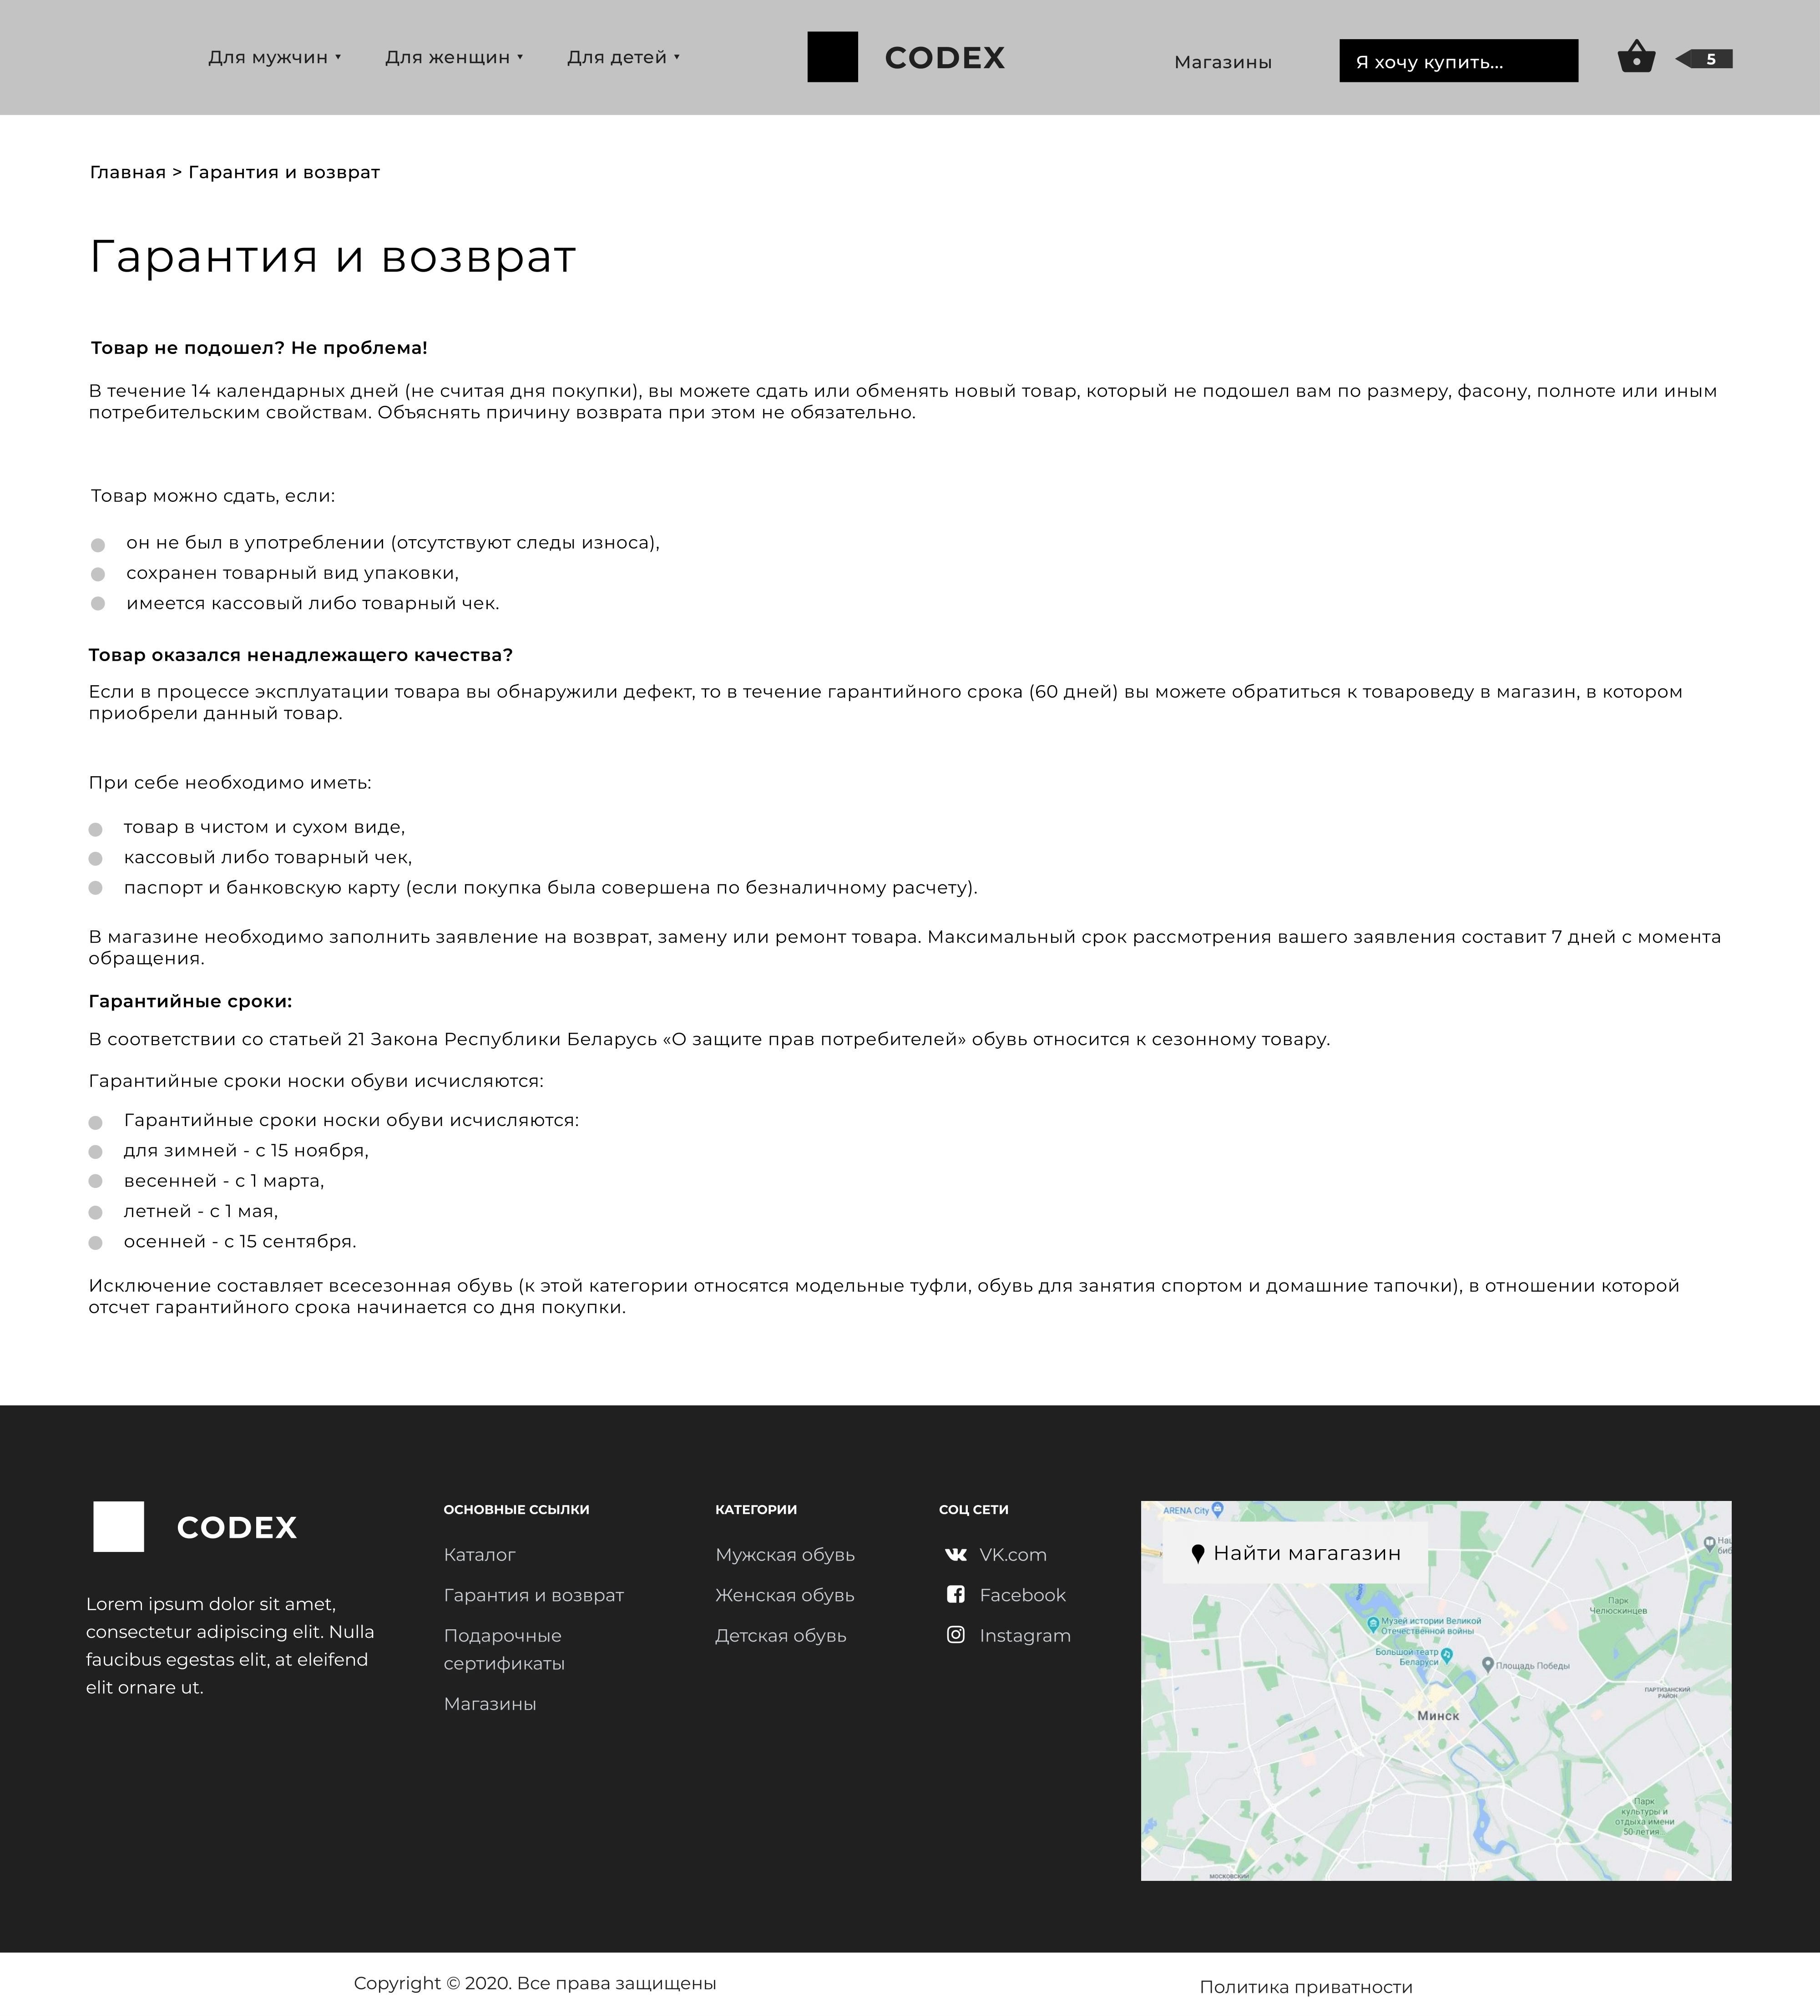 Для мужчин ▾ Для женщин ▾ Для детей ▾ CODEX Магазины Я хочу купить... 5
Главная > Гарантия и возврат
Гарантия и возврат
Товар не подошел? Не проблема!
В течение 14 календарных дней (не считая дня покупки), вы можете сдать или обменять новый товар, который не подошел вам по размеру, фасону, полноте или иным
потребительским свойствам. Объяснять причину возврата при этом не обязательно.
Товар можно сдать, если:
он не был в употреблении (отсутствуют следы износа),
сохранен товарный вид упаковки,
имеется кассовый либо товарный чек.
Товар оказался ненадлежащего качества?
Если в процессе эксплуатации товара вы обнаружили дефект, то в течение гарантийного срока (60 дней) вы можете обратиться к товароведу в магазин, в котором
приобрели данный товар.
При себе необходимо иметь:
товар в чистом и сухом виде,
кассовый либо товарный чек,
паспорт и банковскую карту (если покупка была совершена по безналичному расчету).
В магазине необходимо заполнить заявление на возврат, замену или ремонт товара. Максимальный срок рассмотрения вашего заявления составит 7 дней с момента
обращения.
Гарантийные сроки:
В соответствии со статьей 21 Закона Республики Беларусь «О защите прав потребителей» обувь относится к сезонному товару.
Гарантийные сроки носки обуви исчисляются:
Гарантийные сроки носки обуви исчисляются:
для зимней - с 15 ноября,
весенней - с 1 марта,
летней - с 1 мая,
осенней - с 15 сентября.
Исключение составляет всесезонная обувь (к этой категории относятся модельные туфли, обувь для занятия спортом и домашние тапочки), в отношении которой
отсчет гарантийного срока начинается со дня покупки.
CODEX
Lorem ipsum dolor sit amet,
consectetur adipiscing elit. Nulla
faucibus egestas elit, at eleifend
elit ornare ut.
ОСНОВНЫЕ ССЫЛКИ
Каталог
Гарантия и возврат
Подарочные
сертификаты
Магазины
КАТЕГОРИИ
Мужская обувь
Женская обувь
Детская обувь
СОЦ СЕТИ
VK.com
Facebook
Instagram
ARENA City
Найти магагазин
Парк
Челюскинцев
Музей истории Великой
Отечественной войны
Большой театр
Беларуси
Площадь Победы
ПАРТИЗАНСКИЙ
РАЙОН
Минск
Парк
культуры и
отдыха имени
50-летия
МОСКОВСКИЙ
Copyright © 2020. Все права защищены
Политика приватности